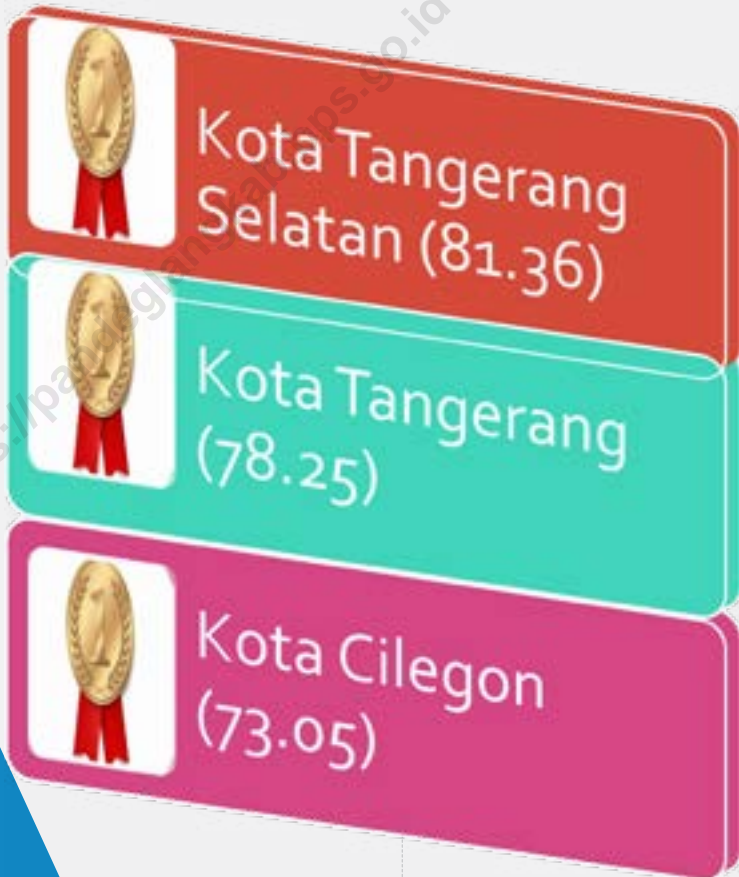 Kota Tangerang
Selatan (81.36)
Kota Tangerang
(78.25)
Kota Cilegon
(73.05)